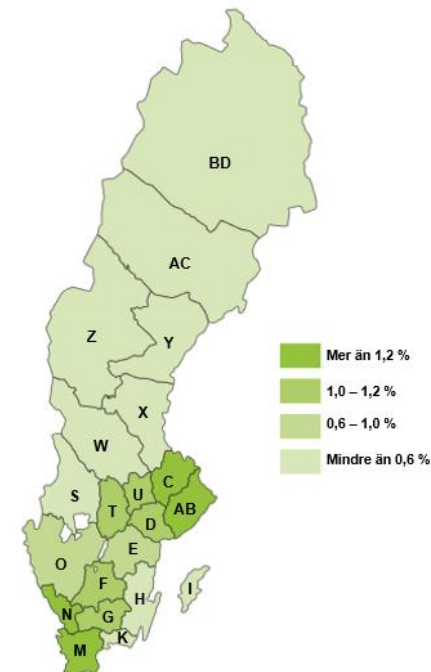 BD
AC
Z
Y
Mer än 1,2 %
1,0 – 1,2 %
0,6 – 1,0 %
Mindre än 0,6 %
X
W
C
U
S
AB
T
D
E
O
F
I
H
N
G
K
M